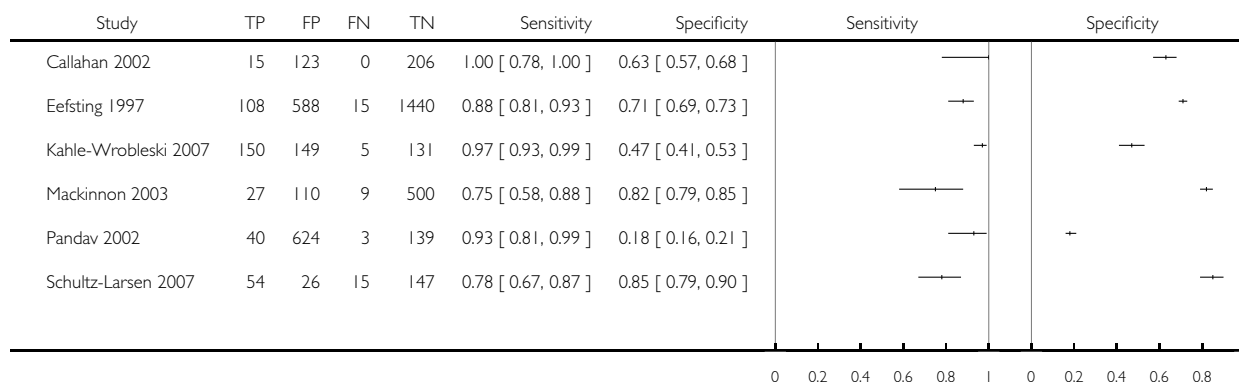 Study TP FP FN TN Sensitivity Specificity Sensitivity Specificity
Callahan 2002 15 123 0 206 1.00 [ 0.78, 1.00 ] 0.63 [ 0.57, 0.68 ]
Eefsting 1997 108 588 15 1440 0.88 [ 0.81, 0.93 ] 0.71 [ 0.69, 0.73 ]
Kahle-Wrobleski 2007 150 149 5 131 0.97 [ 0.93, 0.99 ] 0.47 [ 0.41, 0.53 ]
Mackinnon 2003 27 110 9 500 0.75 [ 0.58, 0.88 ] 0.82 [ 0.79, 0.85 ]
Pandav 2002 40 624 3 139 0.93 [ 0.81, 0.99 ] 0.18 [ 0.16, 0.21 ]
Schultz-Larsen 2007 54 26 15 147 0.78 [ 0.67, 0.87 ] 0.85 [ 0.79, 0.90 ]
0 0.2 0.4 0.6 0.8 1 0 0.2 0.4 0.6 0.8